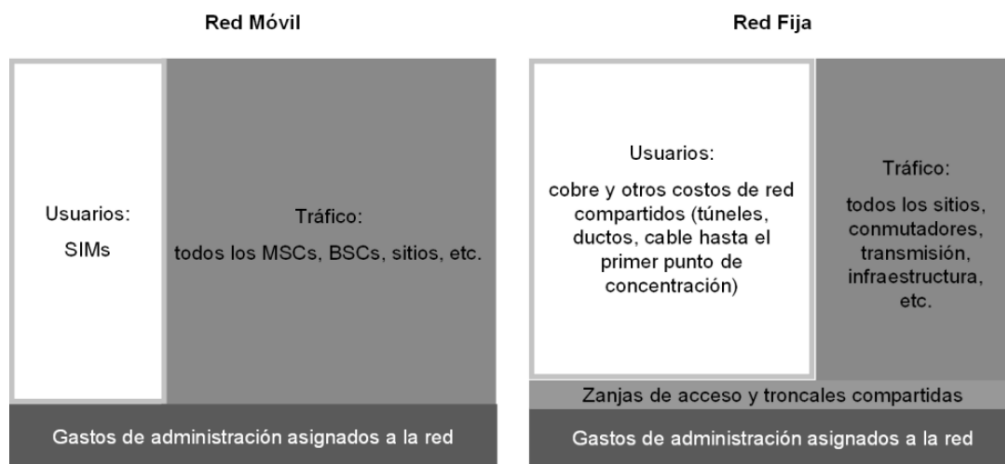 Red Móvil
Usuarios:
SIMs
Tráfico:
todos los MSCs, BSCs, sitios, etc.
Gastos de administración asignados a la red
Red Fija
Usuarios:
cobre y otros costos de red
compartidos (túneles,
ductos, cable hasta el
primer punto de
concentración)
Tráfico:
todos los sitios,
conmutadores,
transmisión,
infraestructura,
etc.
Zanjas de acceso y troncales compartidas
Gastos de administración asignados a la red